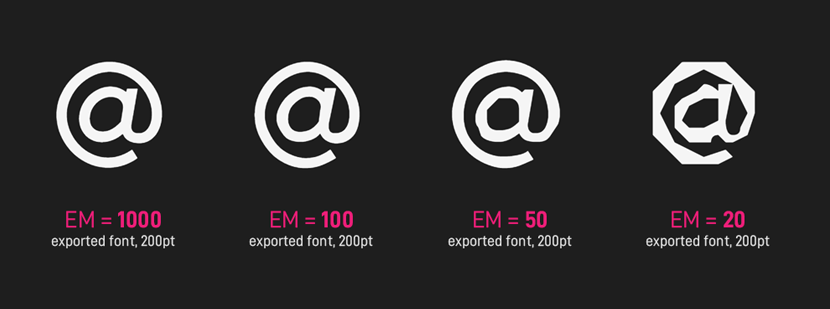 @ @ @ @
EM = 1000 EM = 100 EM = 50 EM = 20
exported font, 200pt exported font, 200pt exported font, 200pt exported font, 200pt